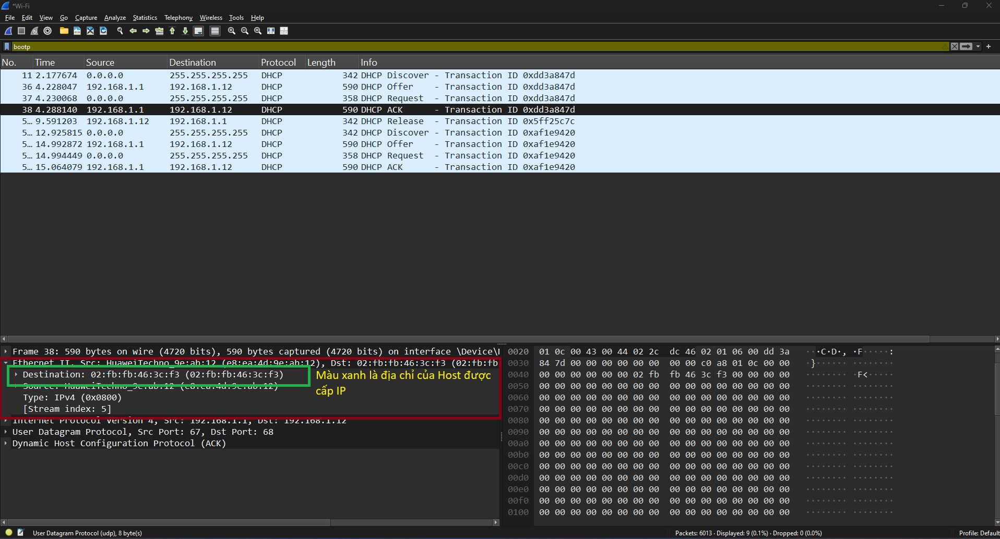 *Wi-Fi
File Edit View Go Capture Analyze Statistics Telephony Wireless Tools Help
bootp
No. Time Source Destination Protocol Length Info
11 2.177674 0.0.0.0 255.255.255.255 DHCP 342 DHCP Discover - Transaction ID 0xdd3a847d
36 4.228047 192.168.1.1 192.168.1.12 DHCP 590 DHCP Offer - Transaction ID 0xdd3a847d
37 4.230068 0.0.0.0 255.255.255.255 DHCP 358 DHCP Request - Transaction ID 0xdd3a847d
38 4.288140 192.168.1.1 192.168.1.12 DHCP 590 DHCP ACK - Transaction ID 0xdd3a847d
5… 9.591203 192.168.1.12 192.168.1.1 DHCP 342 DHCP Release - Transaction ID 0x5ff25c7c
5… 12.925815 0.0.0.0 255.255.255.255 DHCP 342 DHCP Discover - Transaction ID 0xaf1e9420
5… 14.992872 192.168.1.1 192.168.1.12 DHCP 590 DHCP Offer - Transaction ID 0xaf1e9420
5… 14.994449 0.0.0.0 255.255.255.255 DHCP 358 DHCP Request - Transaction ID 0xaf1e9420
5… 15.064079 192.168.1.1 192.168.1.12 DHCP 590 DHCP ACK - Transaction ID 0xaf1e9420
Frame 38: 590 bytes on wire (4720 bits), 590 bytes captured (4720 bits) on interface \Device\
Ethernet II, Src: HuaweiTechno_9e:ab:12 (e8:ea:4d:9e:ab:12), Dst: 02:fb:fb:46:3c:f3 (02:fb:fb
Destination: 02:fb:fb:46:3c:f3 (02:fb:fb:46:3c:f3)
Source: HuaweiTechno_9e:ab:12 (e8:ea:4d:9e:ab:12)
Type: IPv4 (0x0800)
[Stream index: 5]
Internet Protocol Version 4, Src: 192.168.1.1, Dst: 192.168.1.12
User Datagram Protocol, Src Port: 67, Dst Port: 68
Dynamic Host Configuration Protocol (ACK)
Màu xanh là địa chỉ của Host được
cấp IP
0020 01 0c 00 43 00 44 02 2c dc 46 02 01 06 00 dd 3a ···C·D·, ·F·····:
0030 84 7d 00 00 00 00 00 00 00 00 c0 a8 01 0c 00 00 ·}
0040 00 00 00 00 00 00 02 fb fb 46 3c f3 00 00 00 00 ········ ·F<·····
0050 00 00 00 00 00 00 00 00 00 00 00 00 00 00 00 00 ········ ········
0060 00 00 00 00 00 00 00 00 00 00 00 00 00 00 00 00 ········ ········
0070 00 00 00 00 00 00 00 00 00 00 00 00 00 00 00 00 ········ ········
0080 00 00 00 00 00 00 00 00 00 00 00 00 00 00 00 00 ········ ········
0090 00 00 00 00 00 00 00 00 00 00 00 00 00 00 00 00 ········ ········
00a0 00 00 00 00 00 00 00 00 00 00 00 00 00 00 00 00 ········ ········
00b0 00 00 00 00 00 00 00 00 00 00 00 00 00 00 00 00 ········ ········
00c0 00 00 00 00 00 00 00 00 00 00 00 00 00 00 00 00 ········ ········
00d0 00 00 00 00 00 00 00 00 00 00 00 00 00 00 00 00 ········ ········
00e0 00 00 00 00 00 00 00 00 00 00 00 00 00 00 00 00 ········ ········
00f0 00 00 00 00 00 00 00 00 00 00 00 00 00 00 00 00 ········ ········
0100 00 00 00 00 00 00 00 00 00 00 00 00 00 00 00 00 ········ ········
User Datagram Protocol (udp), 8 byte(s)
Packets: 6013 · Displayed: 9 (0.1%) · Dropped: 0 (0.0%)
Profile: Default